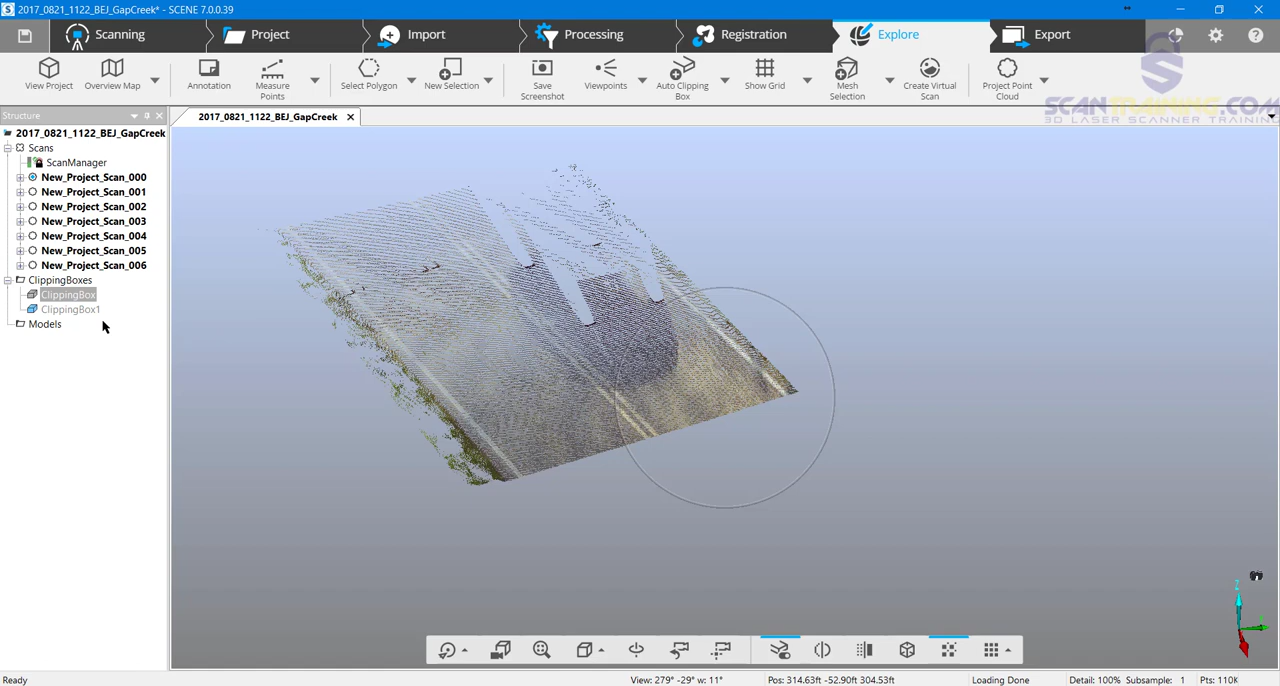 2017_0821_1122_BEJ_GapCreek* - SCENE 7.0.0.39
Scanning
Project
Import
Processing
Registration
Explore
Export
View Project
Overview Map
Annotation
Measure Points
Select Polygon
New Selection
Save Screenshot
Viewpoints
Auto Clipping Box
Show Grid
Mesh Selection
Create Virtual Scan
Project Point Cloud
SCANTRAINING.COM
3D LASER SCANNER TRAINING
Structure
2017_0821_1122_BEJ_GapCreek
2017_0821_1122_BEJ_GapCreek
Scans
ScanManager
New_Project_Scan_000
New_Project_Scan_001
New_Project_Scan_002
New_Project_Scan_003
New_Project_Scan_004
New_Project_Scan_005
New_Project_Scan_006
ClippingBoxes
ClippingBox
ClippingBox1
Models
Z
Ready
View: 279° -29° w: 11°
Pos: 314.63ft -52.90ft 304.53ft
Loading Done
Detail: 100%
Subsample: 1
Pts: 110K